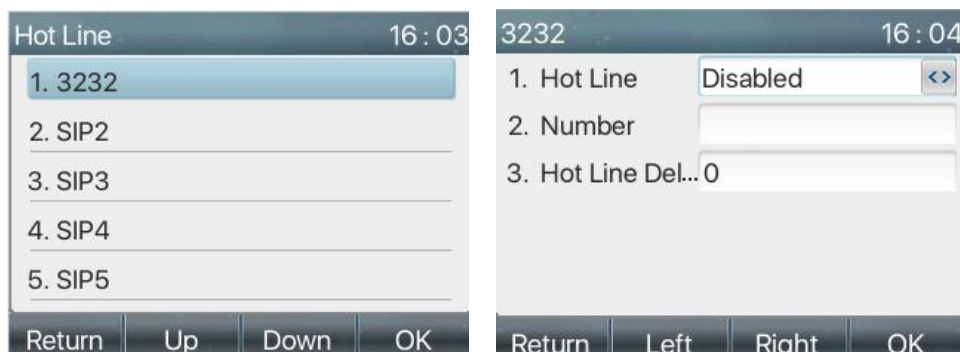 Hot Line 16:03
1. 3232
2. SIP2
3. SIP3
4. SIP4
5. SIP5
Return Up Down OK
3232 16:04
1. Hot Line Disabled <>
2. Number
3. Hot Line Del... 0
Return Left Right OK